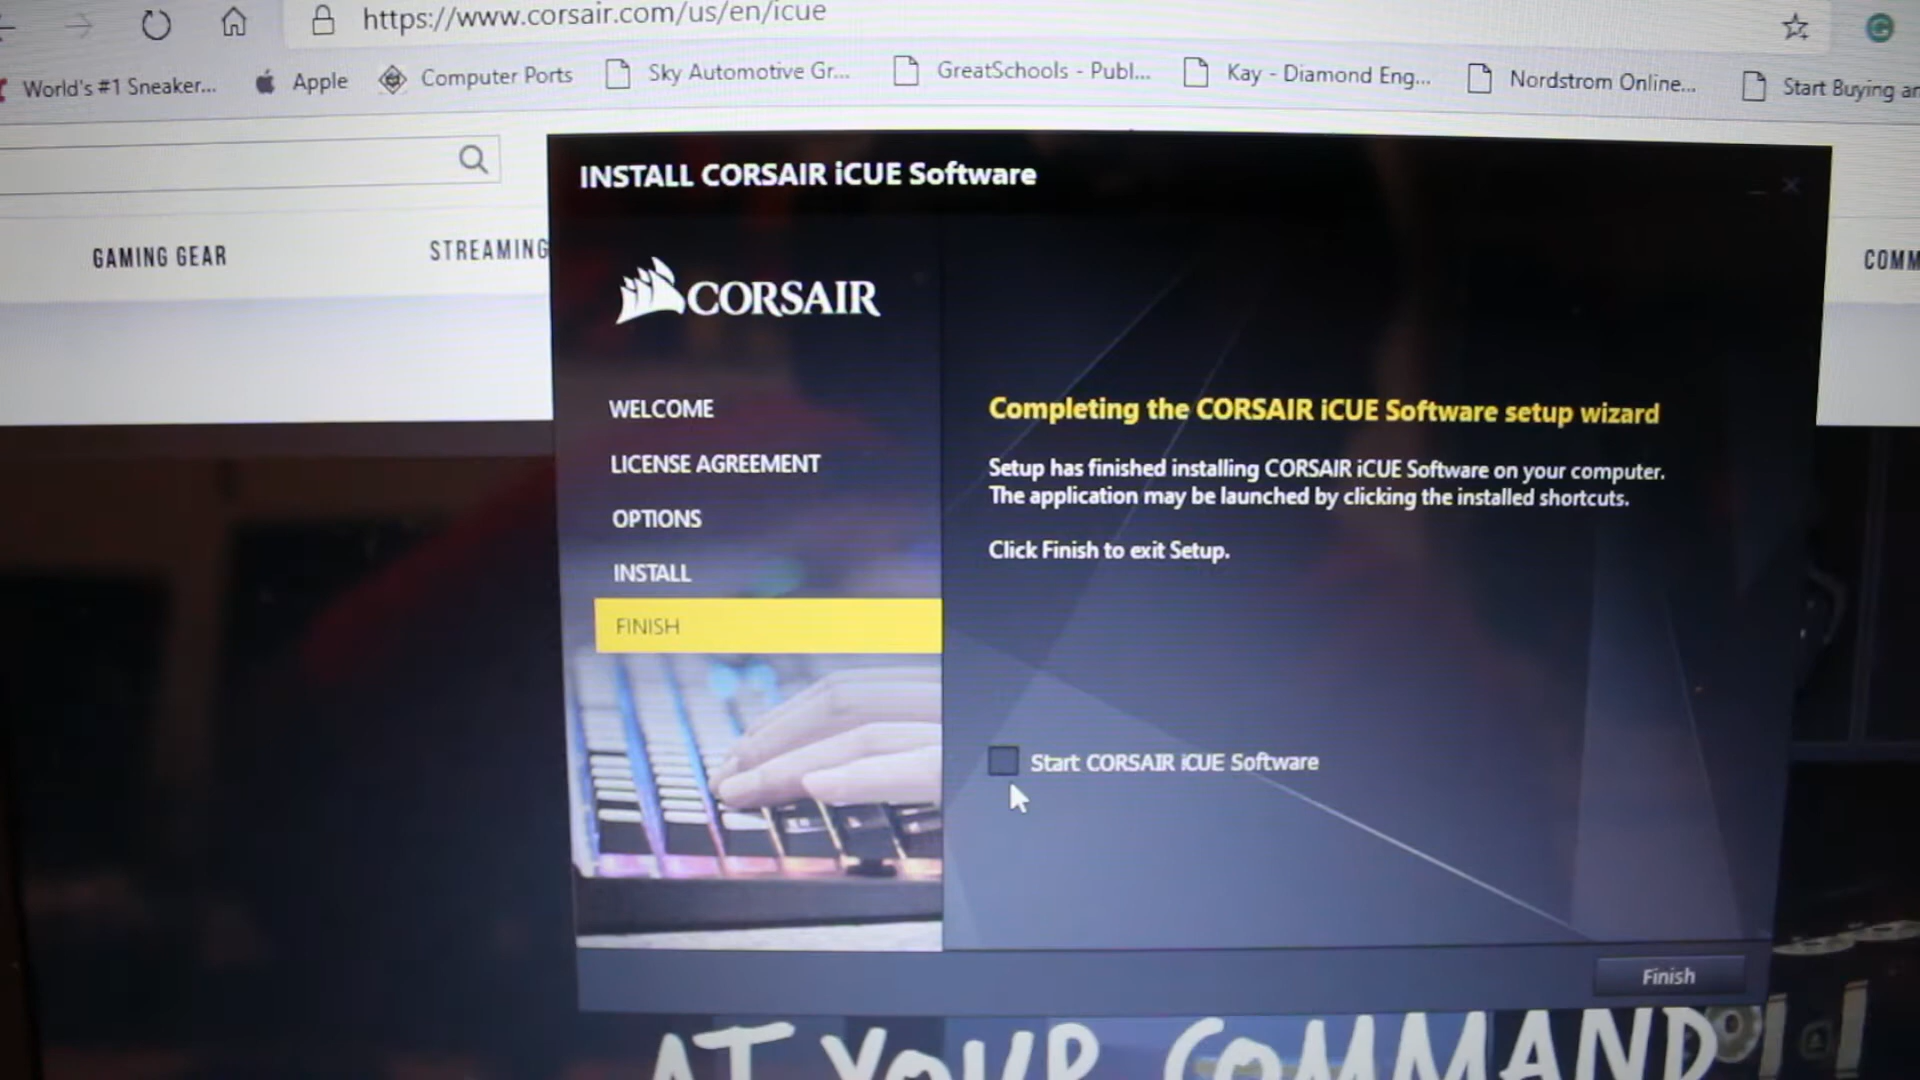 https://www.corsair.com/us/en/icue
World's #1 Sneaker...
Apple
Computer Ports
Sky Automotive Gr...
GreatSchools - Publ...
Kay - Diamond Eng...
Nordstrom Online...
Start Buying an
GAMING GEAR
STREAMING
COMM
INSTALL CORSAIR iCUE Software
CORSAIR
WELCOME
LICENSE AGREEMENT
OPTIONS
INSTALL
FINISH
Completing the CORSAIR iCUE Software setup wizard
Setup has finished installing CORSAIR iCUE Software on your computer.
The application may be launched by clicking the installed shortcuts.
Click Finish to exit Setup.
Start CORSAIR iCUE Software
Finish
AT YOUR COMMAND